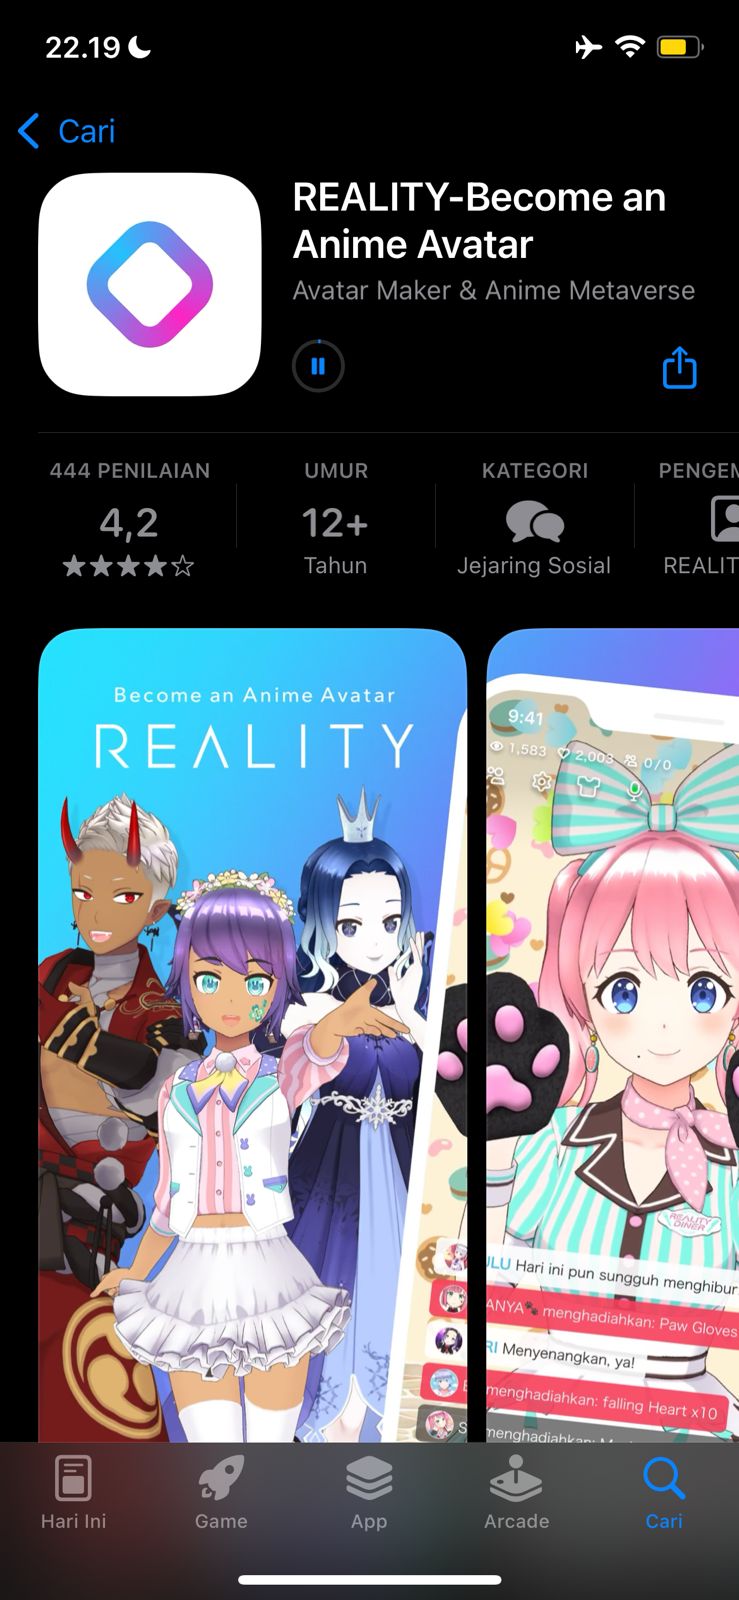 22.19
Cari
REALITY-Become an
Anime Avatar
Avatar Maker & Anime Metaverse
444 PENILAIAN
4,2
UMUR
12+
Tahun
KATEGORI
Jejaring Sosial
PENGEM
REALIT
Become an Anime Avatar
REALITY
9:41
1,583 2,003 0/0
REALITY
DINER
ULU Hari ini pun sungguh menghibur
ANYA🐾 menghadiahkan: Paw Gloves
RI Menyenangkan, ya!
menghadiahkan: falling Heart x10
menghadiahkan:
Hari Ini
Game
App
Arcade
Cari